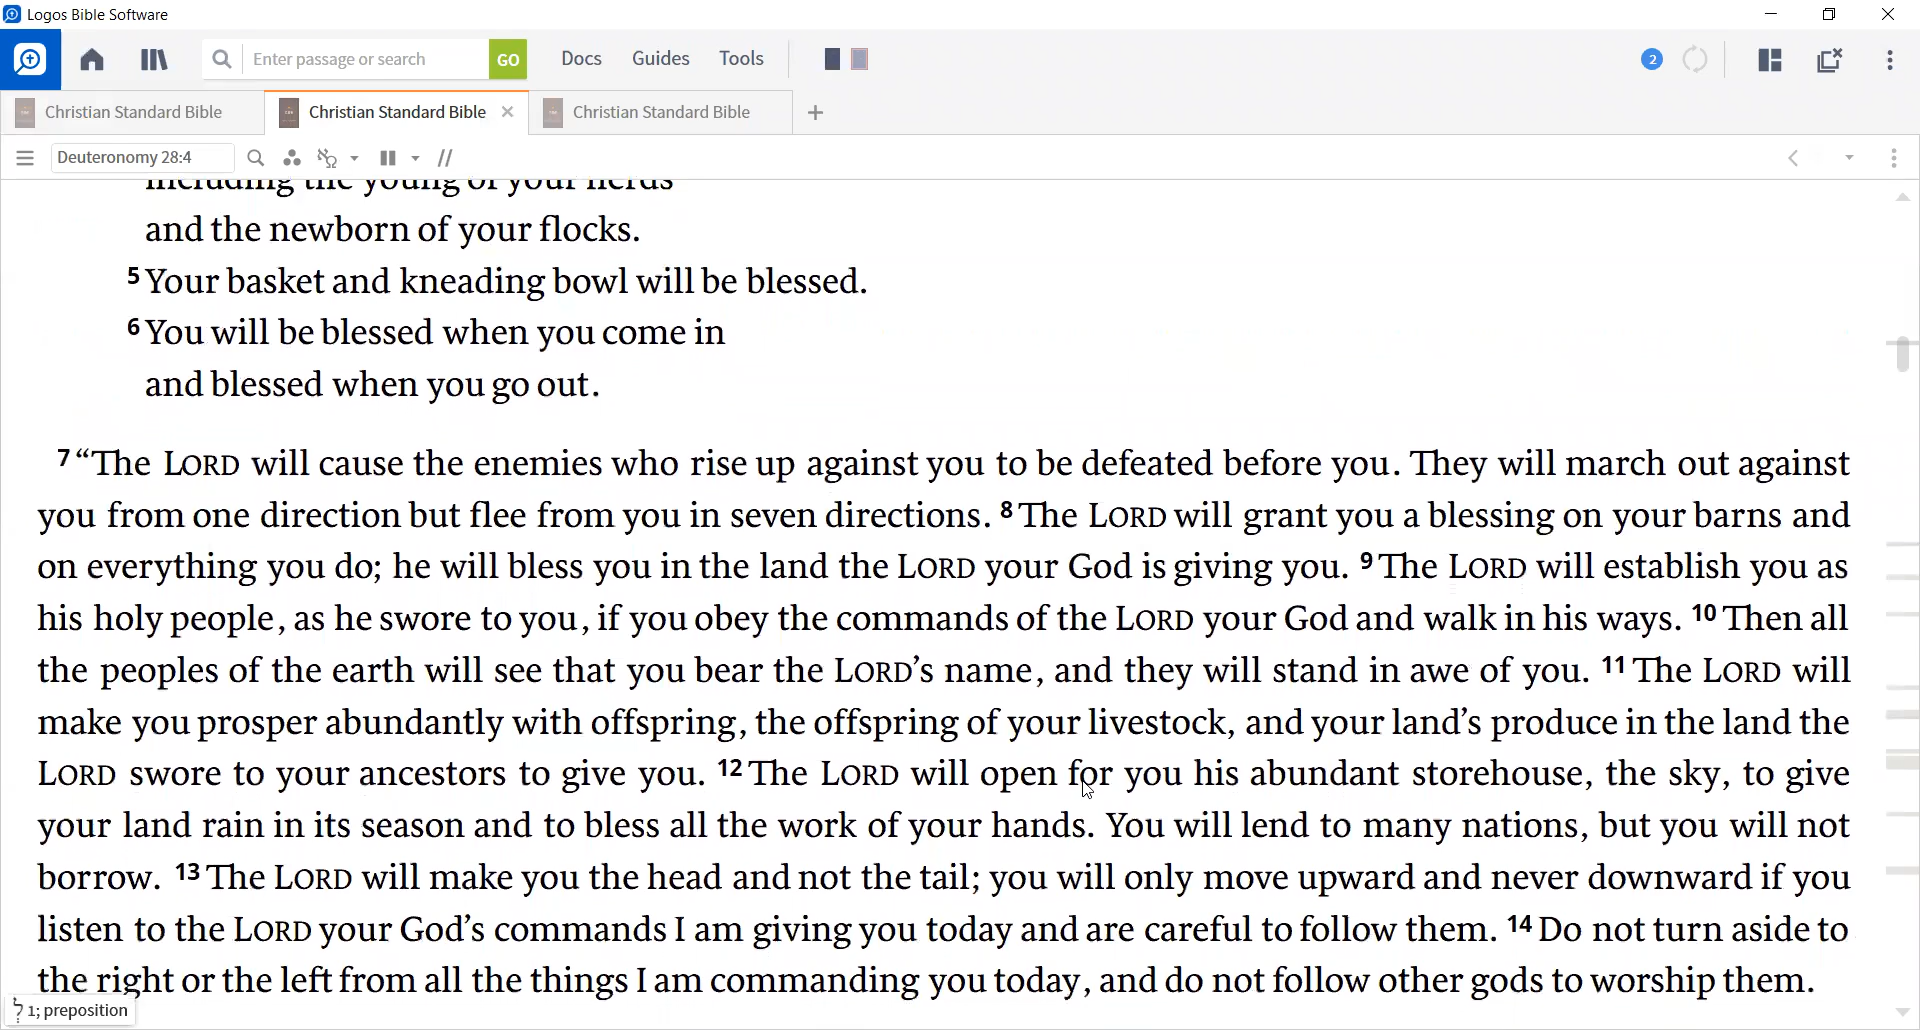 Logos Bible Software
Enter passage or search GO Docs Guides Tools 2
Christian Standard Bible Christian Standard Bible Christian Standard Bible
Deuteronomy 28:4
including the young of your herds
and the newborn of your flocks.
5 Your basket and kneading bowl will be blessed.
6 You will be blessed when you come in
and blessed when you go out.
7 “The LORD will cause the enemies who rise up against you to be defeated before you. They will march out against
you from one direction but flee from you in seven directions. 8 The LORD will grant you a blessing on your barns and
on everything you do; he will bless you in the land the LORD your God is giving you. 9 The LORD will establish you as
his holy people, as he swore to you, if you obey the commands of the LORD your God and walk in his ways. 10 Then all
the peoples of the earth will see that you bear the LORD’s name, and they will stand in awe of you. 11 The LORD will
make you prosper abundantly with offspring, the offspring of your livestock, and your land’s produce in the land the
LORD swore to your ancestors to give you. 12 The LORD will open for you his abundant storehouse, the sky, to give
your land rain in its season and to bless all the work of your hands. You will lend to many nations, but you will not
borrow. 13 The LORD will make you the head and not the tail; you will only move upward and never downward if you
listen to the LORD your God’s commands I am giving you today and are careful to follow them. 14 Do not turn aside to
the right or the left from all the things I am commanding you today, and do not follow other gods to worship them.
לְ 1; preposition